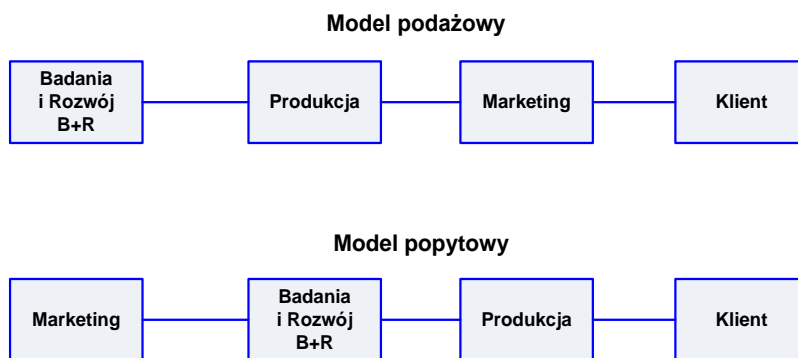 Model podażowy
Badania
i Rozwój
B+R
Produkcja
Marketing
Klient
Model popytowy
Marketing
Badania
i Rozwój
B+R
Produkcja
Klient